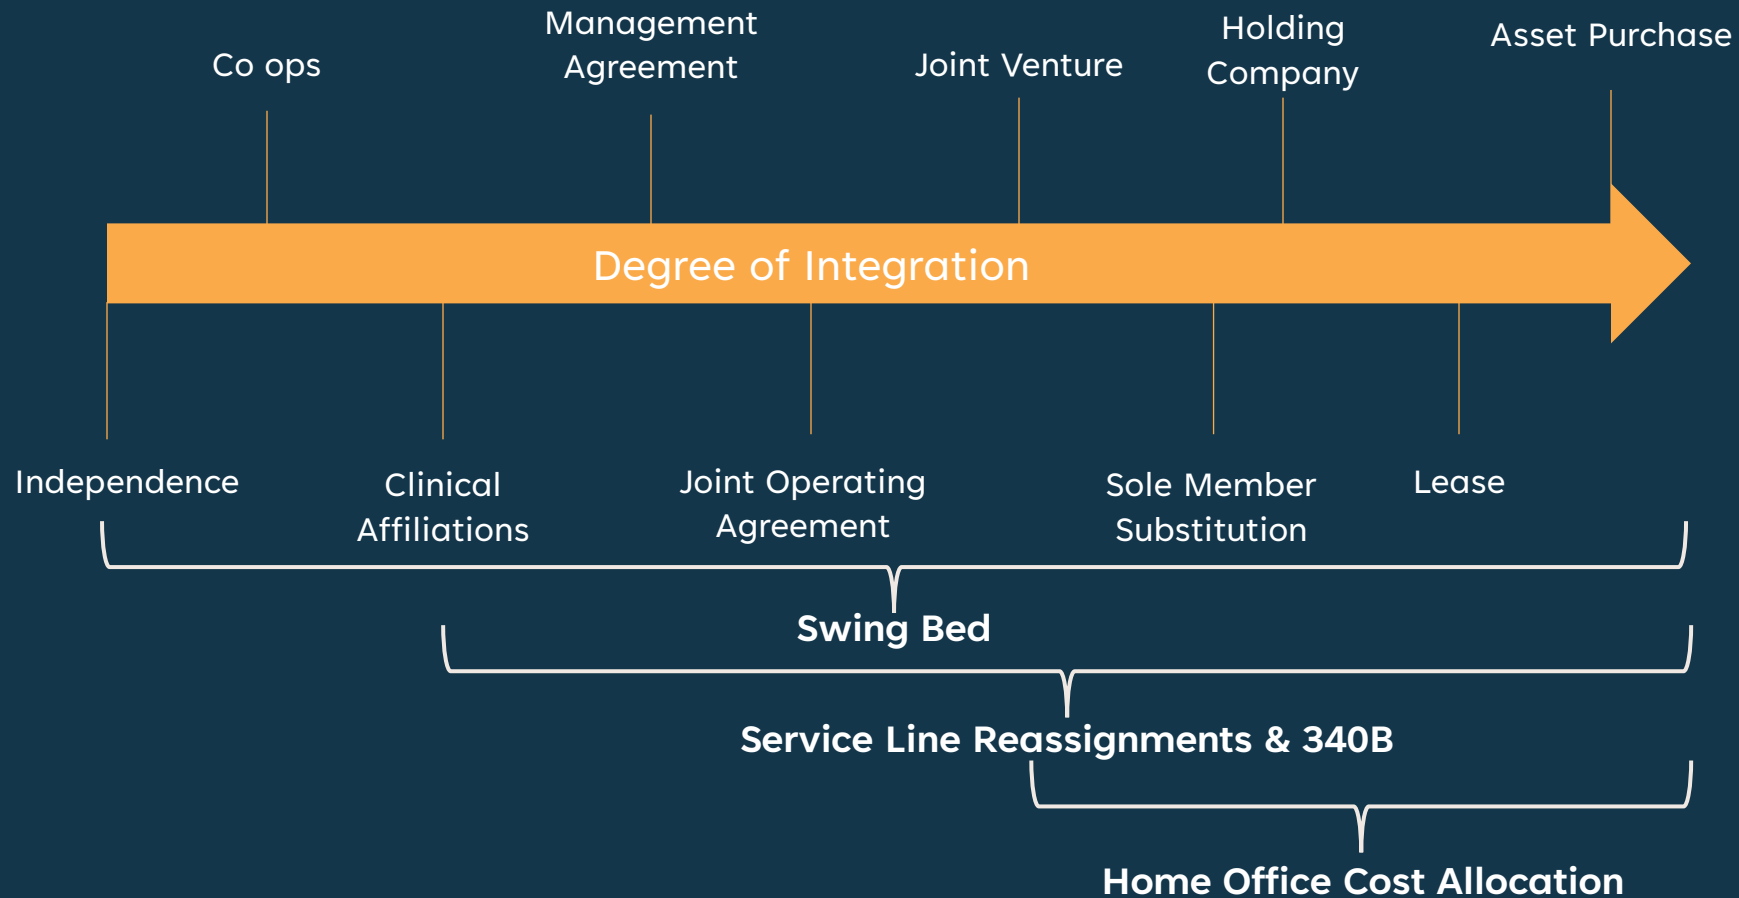 Co ops
Management
Agreement
Joint Venture
Holding
Company
Asset Purchase
Degree of Integration
Independence
Clinical
Affiliations
Joint Operating
Agreement
Sole Member
Substitution
Lease
Swing Bed
Service Line Reassignments & 340B
Home Office Cost Allocation